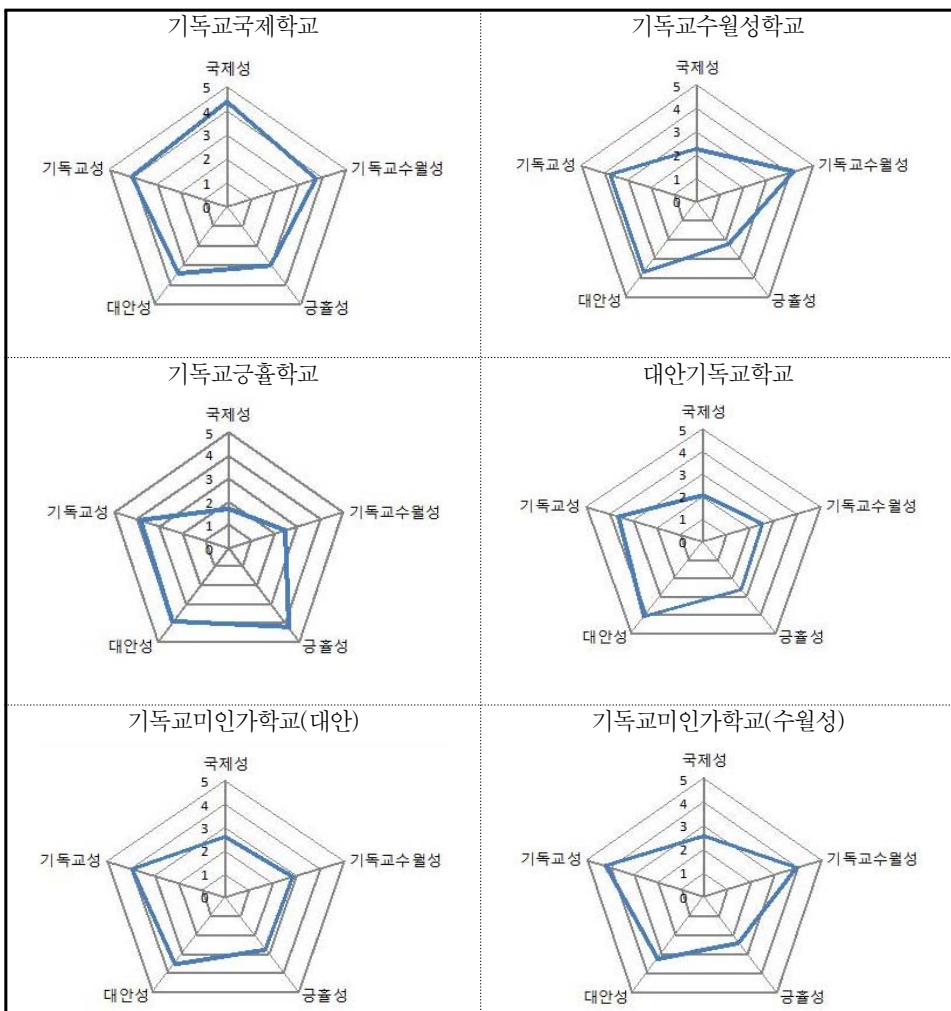 기독교국제학교
국제성
5
4
3
2
1
0
기독교성
기독교수월성
대안성
긍휼성
기독교수월성학교
국제성
5
4
3
2
1
0
기독교성
기독교수월성
대안성
긍휼성
기독교긍휼학교
국제성
5
4
3
2
1
0
기독교성
기독교수월성
대안성
긍휼성
대안기독교학교
국제성
5
4
3
2
1
0
기독교성
기독교수월성
대안성
긍휼성
기독교미인가학교(대안)
국제성
5
4
3
2
1
0
기독교성
기독교수월성
대안성
긍휼성
기독교미인가학교(수월성)
국제성
5
4
3
2
1
0
기독교성
기독교수월성
대안성
긍휼성